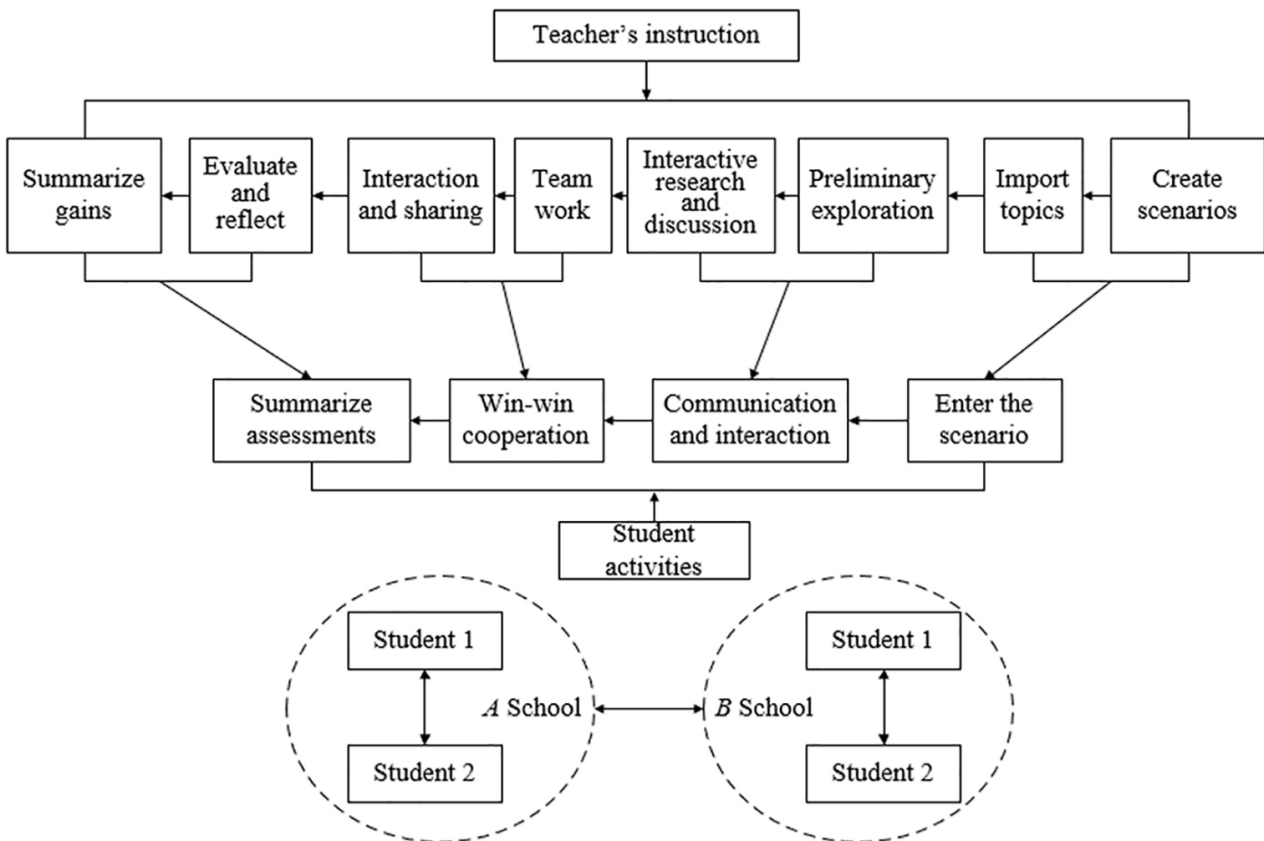 Teacher’s instruction
Summarize
gains
Evaluate
and
reflect
Interaction
and sharing
Team
work
Interactive
research
and
discussion
Preliminary
exploration
Import
topics
Create
scenarios
Summarize
assessments
Win-win
cooperation
Communication
and interaction
Enter the
scenario
Student
activities
Student 1
A School
Student 2
Student 1
B School
Student 2